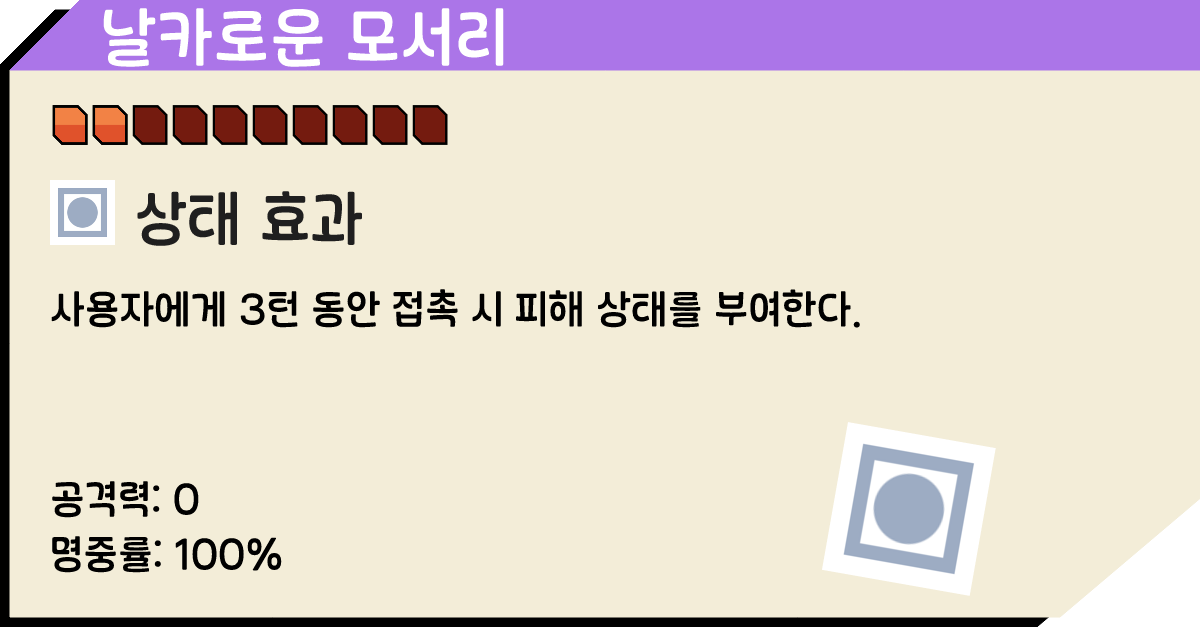 날카로운 모서리
상태 효과
사용자에게 3턴 동안 접촉 시 피해 상태를 부여한다.
공격력: 0
명중률: 100%